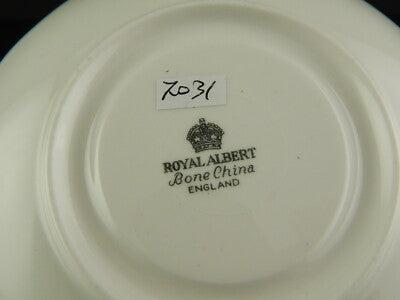 7031
ROYAL ALBERT
Bone China
ENGLAND